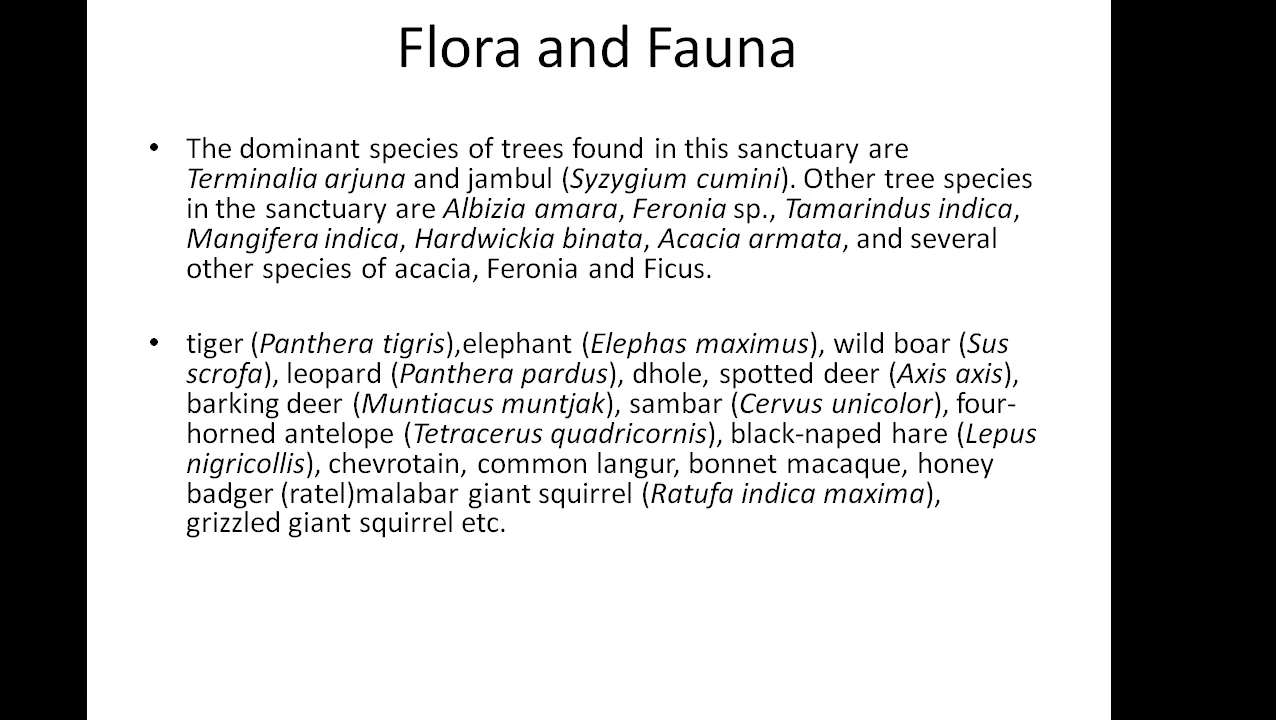 Flora and Fauna
• The dominant species of trees found in this sanctuary are
Terminalia arjuna and jambul (Syzygium cumini). Other tree species
in the sanctuary are Albizia amara, Feronia sp., Tamarindus indica,
Mangifera indica, Hardwickia binata, Acacia armata, and several
other species of acacia, Feronia and Ficus.
• tiger (Panthera tigris),elephant (Elephas maximus), wild boar (Sus
scrofa), leopard (Panthera pardus), dhole, spotted deer (Axis axis),
barking deer (Muntiacus muntjak), sambar (Cervus unicolor), four-
horned antelope (Tetracerus quadricornis), black-naped hare (Lepus
nigricollis), chevrotain, common langur, bonnet macaque, honey
badger (ratel)malabar giant squirrel (Ratufa indica maxima),
grizzled giant squirrel etc.